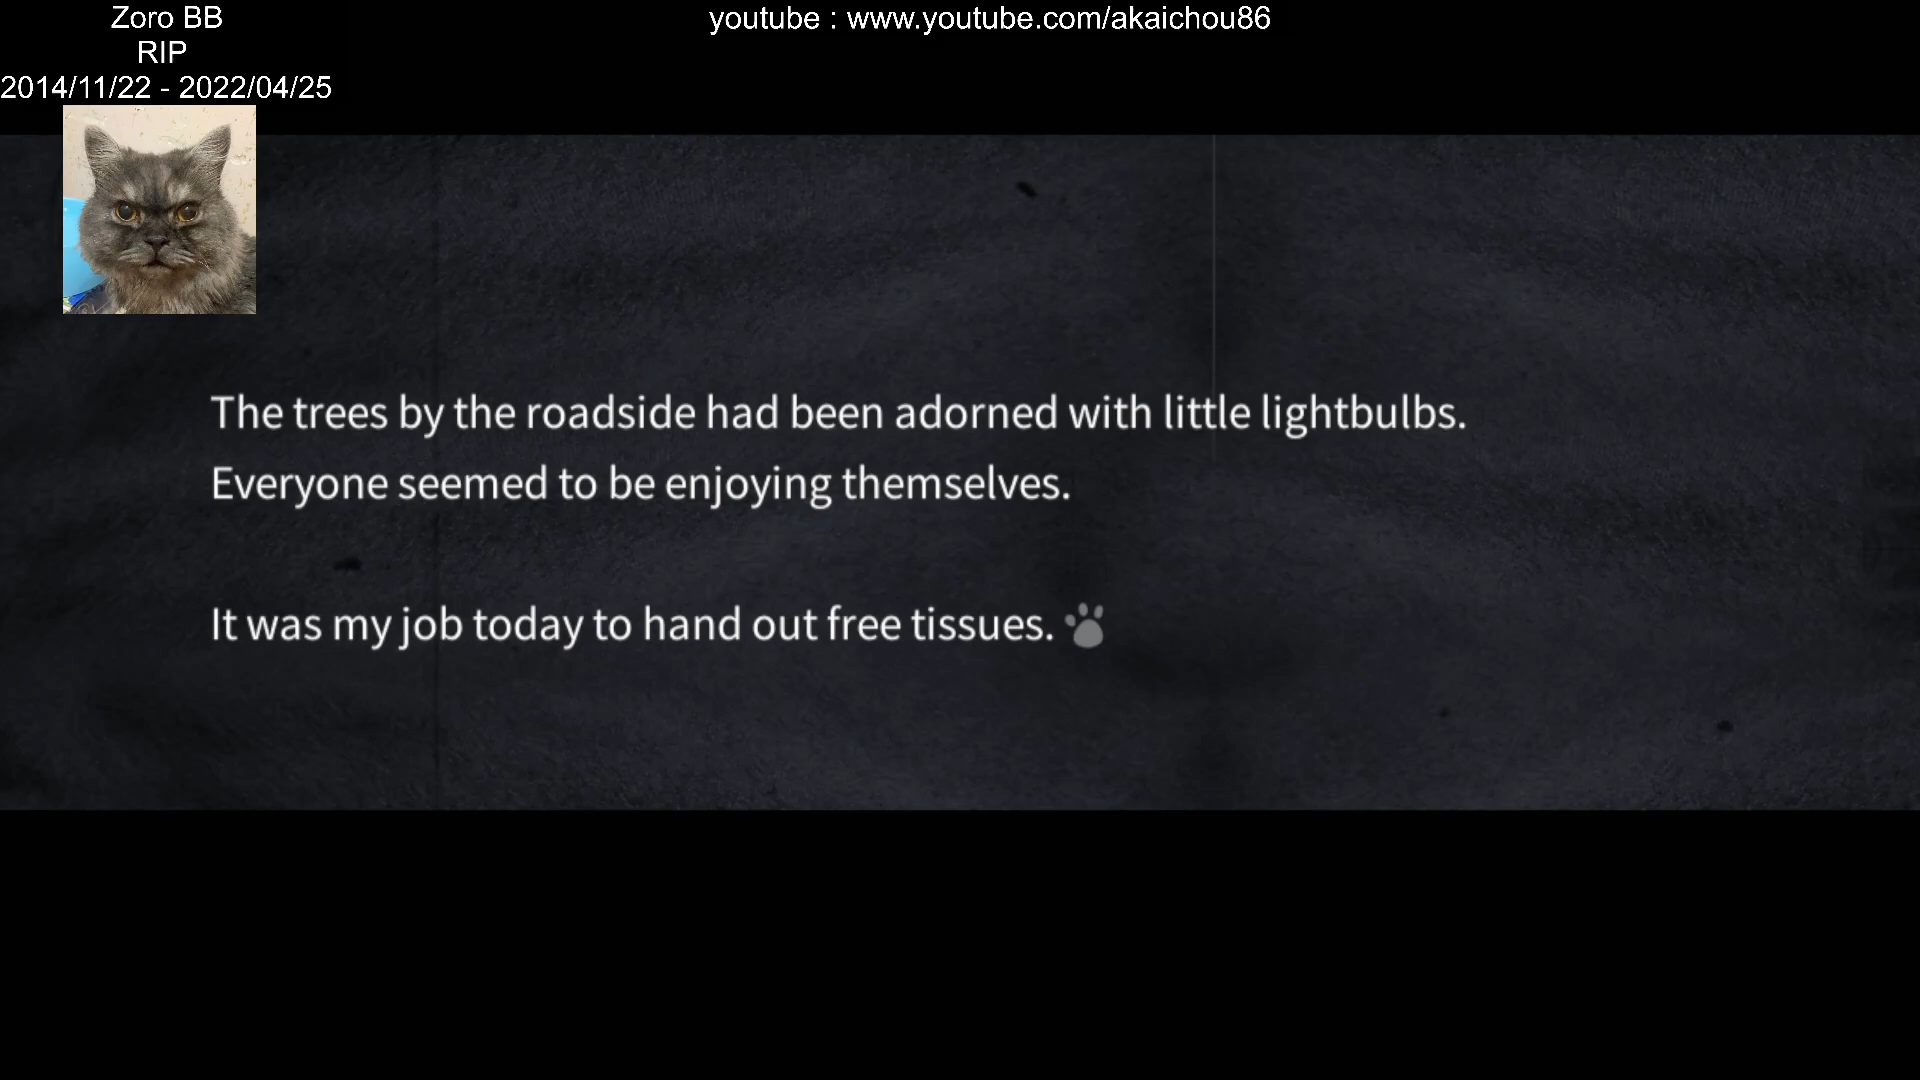 Zoro BB
RIP
2014/11/22 - 2022/04/25
youtube : www.youtube.com/akaichou86
The trees by the roadside had been adorned with little lightbulbs.
Everyone seemed to be enjoying themselves.
It was my job today to hand out free tissues.